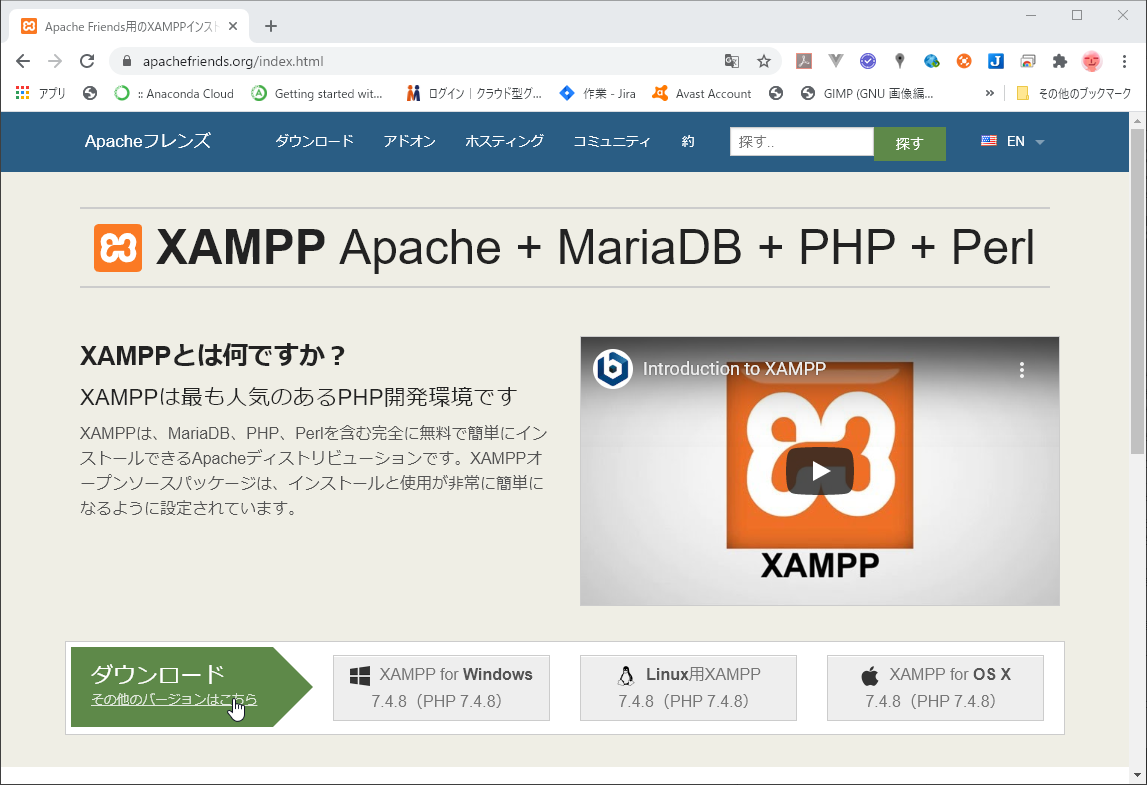 Apache Friends用のXAMPPインスト
apachefriends.org/index.html
アプリ
:: Anaconda Cloud
Getting started wit...
ログイン｜クラウド型グ...
作業 - Jira
Avast Account
GIMP (GNU 画像編...
»
その他のブックマーク
Apacheフレンズ
ダウンロード
アドオン
ホスティング
コミュニティ
約
探す..
探す
EN
XAMPP Apache + MariaDB + PHP + Perl
XAMPPとは何ですか？
XAMPPは最も人気のあるPHP開発環境です
XAMPPは、MariaDB、PHP、Perlを含む完全に無料で簡単にイン
ストールできるApacheディストリビューションです。XAMPPオ
ープンソースパッケージは、インストールと使用が非常に簡単に
なるように設定されています。
Introduction to XAMPP
XAMPP
ダウンロード
その他のバージョンはこちら
XAMPP for Windows
7.4.8（PHP 7.4.8）
Linux用XAMPP
7.4.8（PHP 7.4.8）
XAMPP for OS X
7.4.8（PHP 7.4.8）